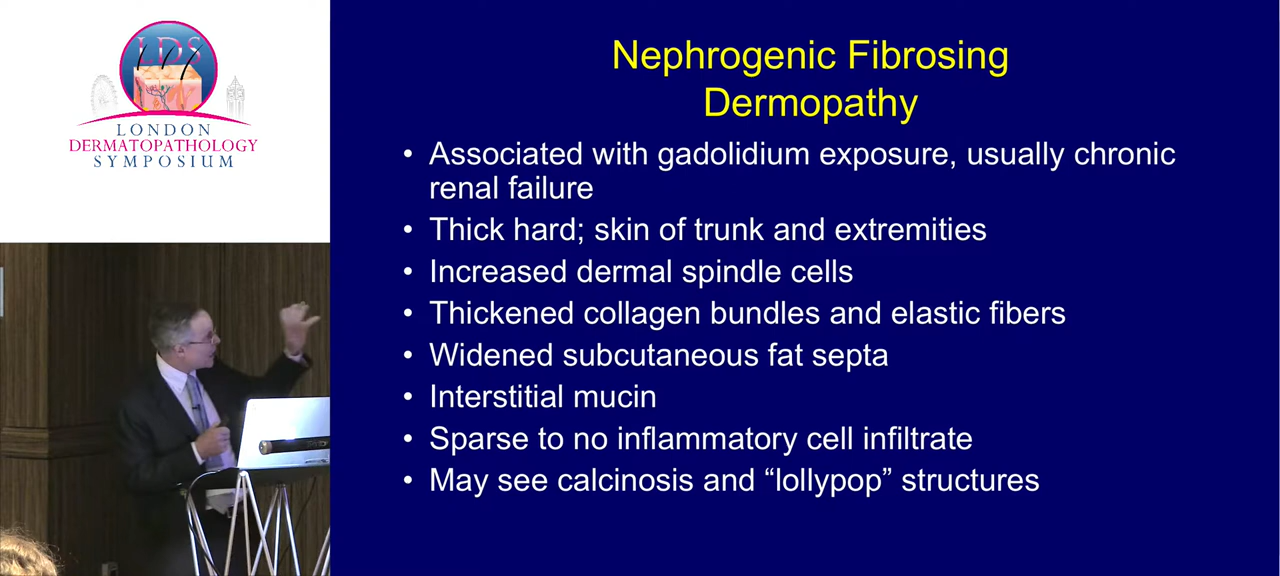 LDS
LONDON
DERMATOPATHOLOGY
SYMPOSIUM
Nephrogenic Fibrosing
Dermopathy
• Associated with gadolidium exposure, usually chronic
renal failure
• Thick hard; skin of trunk and extremities
• Increased dermal spindle cells
• Thickened collagen bundles and elastic fibers
• Widened subcutaneous fat septa
• Interstitial mucin
• Sparse to no inflammatory cell infiltrate
• May see calcinosis and “lollypop” structures